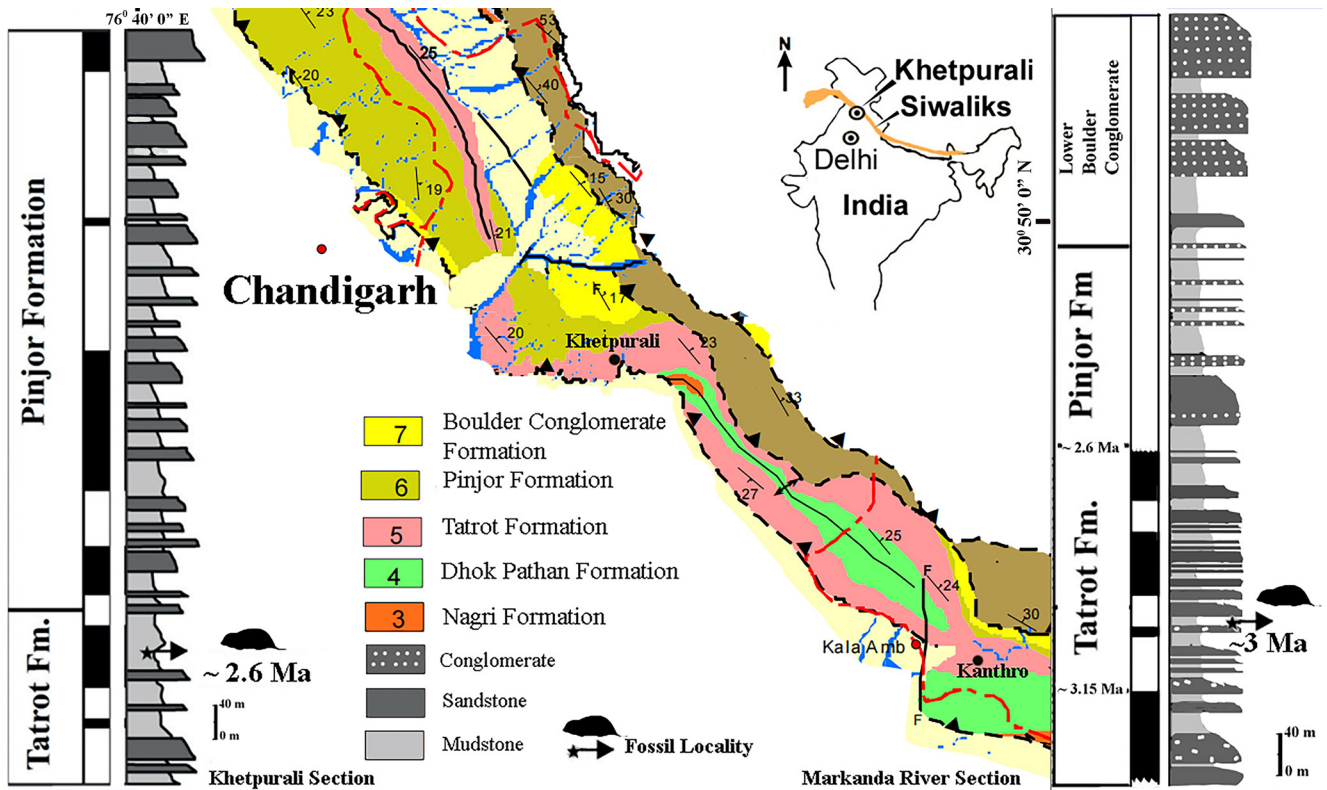 76⁰ 40' 0" E
Pinjor Formation
Tatrot Fm.
~ 2.6 Ma
40 m
0 m
Khetpurali Section
23
25
53
20
40
19
15
30
21
Chandigarh
F
17
F
20
Khetpurali
23
33
27
25
F
24
30
Kala Amb
Kanthro
F
7
Boulder Conglomerate
Formation
6
Pinjor Formation
5
Tatrot Formation
4
Dhok Pathan Formation
3
Nagri Formation
Conglomerate
Sandstone
Mudstone
Fossil Locality
N
Khetpurali
Siwaliks
Delhi
India
30⁰ 50' 0" N
Lower
Boulder
Conglomerate
Pinjor Fm
~ 2.6 Ma
Tatrot Fm.
~ 3.15 Ma
~3 Ma
40 m
0 m
Markanda River Section